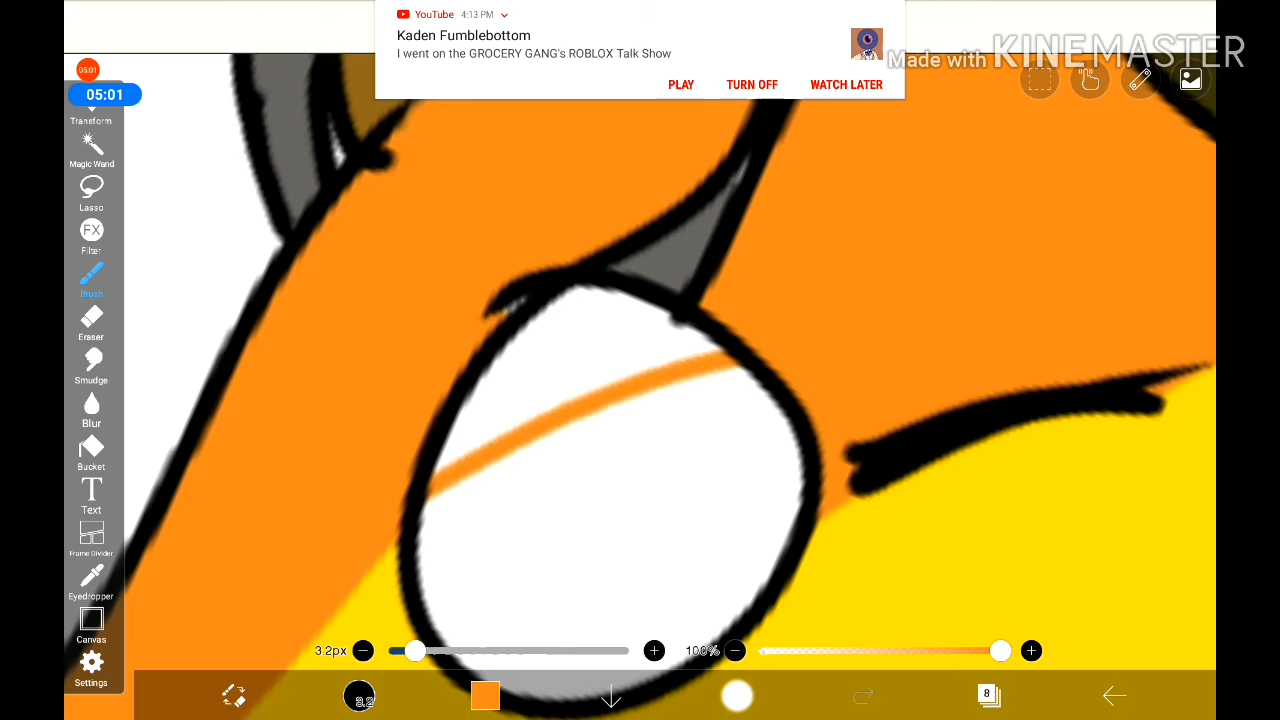 YouTube 4:13 PM
Kaden Fumblebottom
I went on the GROCERY GANG's ROBLOX Talk Show
PLAY TURN OFF WATCH LATER
Made with KINEMASTER
05:01
05:01
Transform
Magic Wand
Lasso
FX
Filter
Brush
Eraser
Smudge
Blur
Bucket
T
Text
Frame Divider
Eyedropper
Canvas
Settings
3.2px
100%
3.2
8